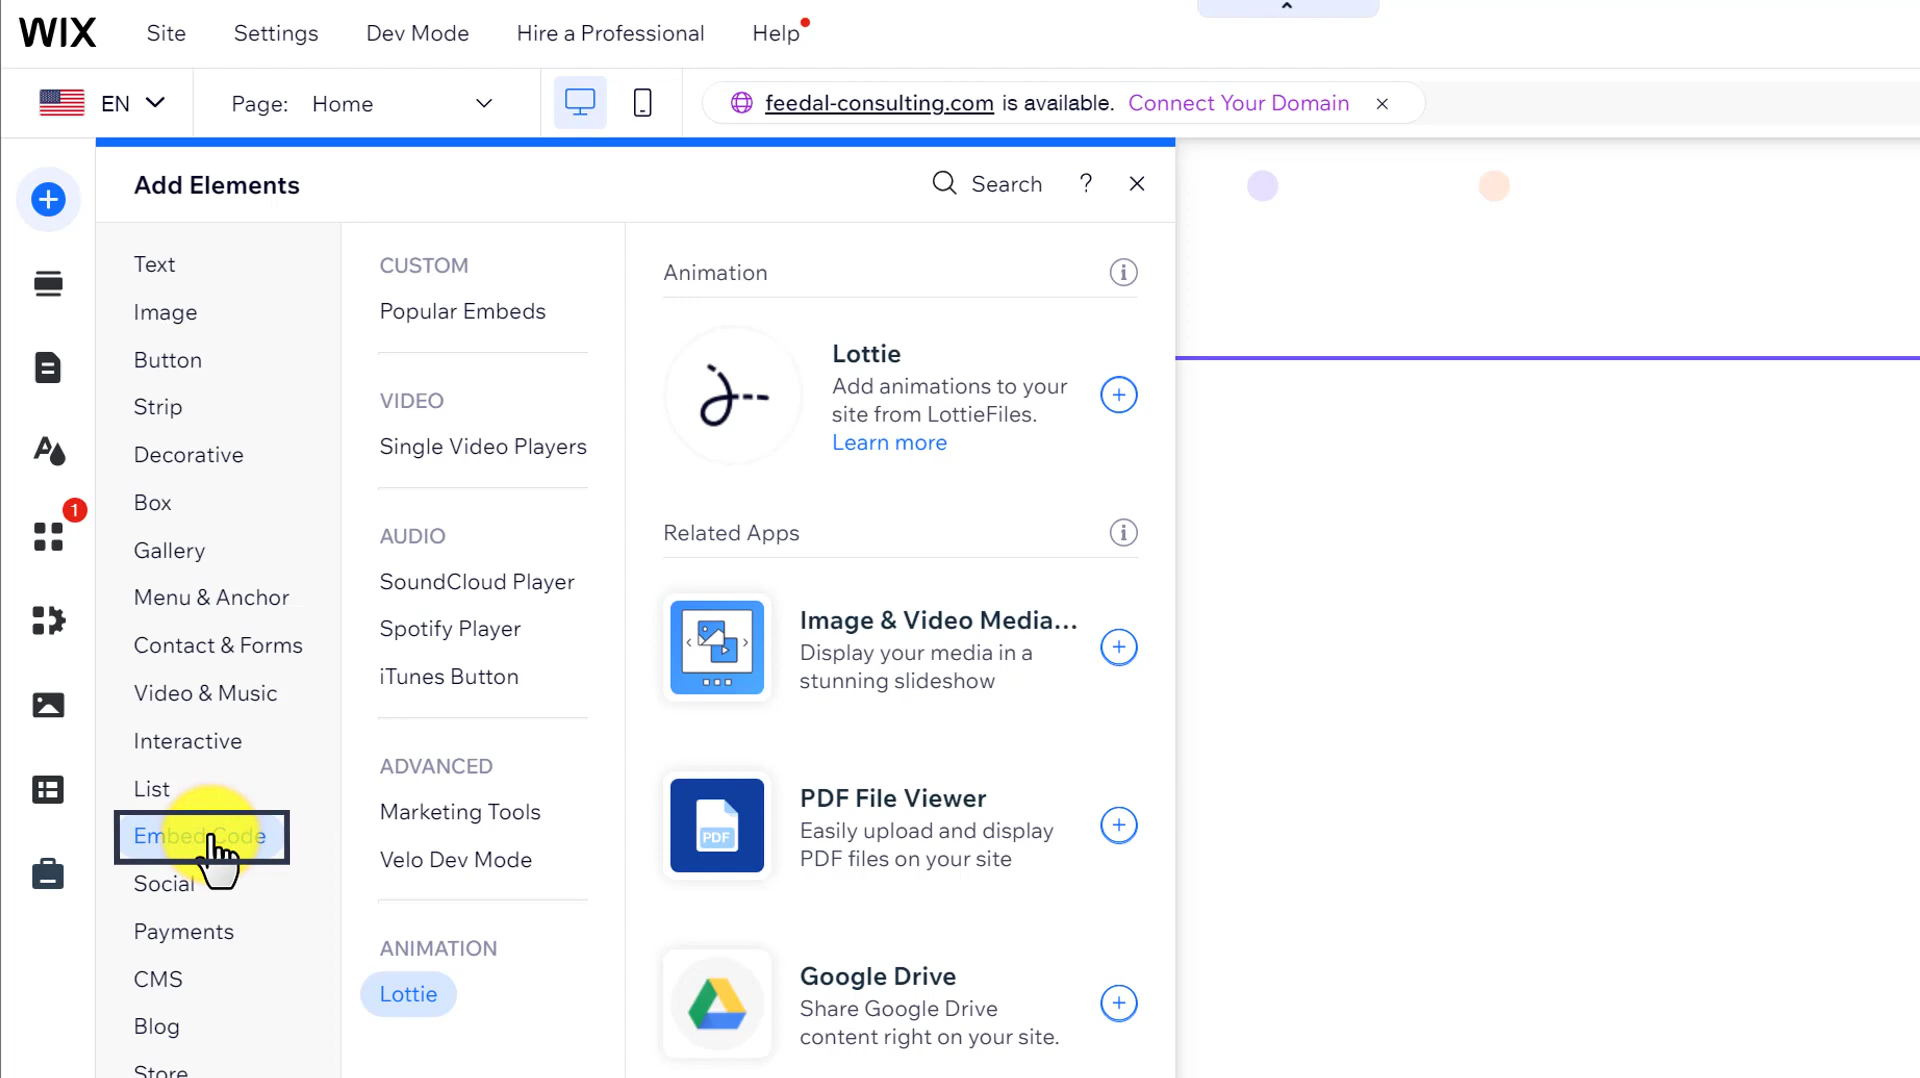 WIX Site Settings Dev Mode Hire a Professional Help
EN Page: Home feedal-consulting.com is available. Connect Your Domain
Add Elements Search ?
Text
Image
Button
Strip
Decorative
Box
Gallery
1
Menu & Anchor
Contact & Forms
Video & Music
Interactive
List
Embed Code
Social
Payments
CMS
Blog
Store
CUSTOM
Popular Embeds
VIDEO
Single Video Players
AUDIO
SoundCloud Player
Spotify Player
iTunes Button
ADVANCED
Marketing Tools
Velo Dev Mode
ANIMATION
Lottie
Animation
Lottie
Add animations to your
site from LottieFiles.
Learn more
Related Apps
Image & Video Media...
Display your media in a
stunning slideshow
PDF
PDF File Viewer
Easily upload and display
PDF files on your site
Google Drive
Share Google Drive
content right on your site.